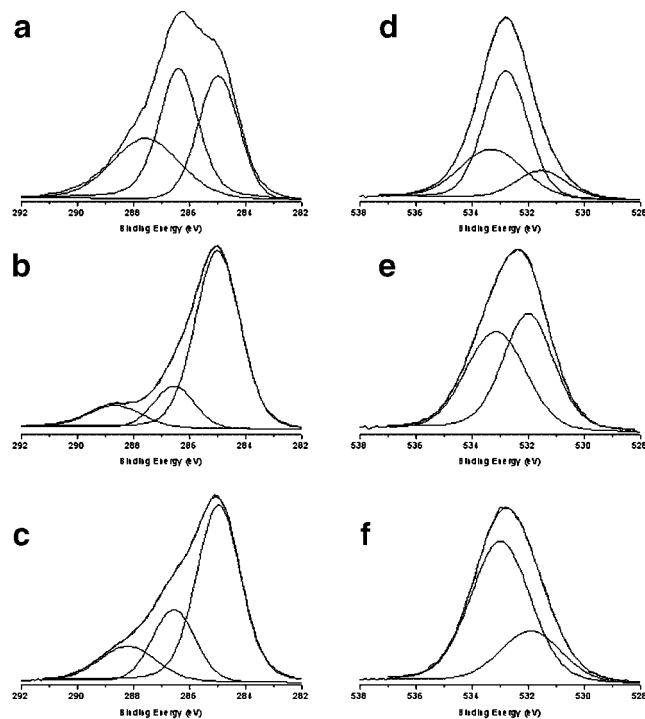 a
d
292 290 288 286 284 282
538 536 534 532 530 528
Binding Energy (eV)
Binding Energy (eV)
b
e
292 290 288 286 284 282
538 536 534 532 530 528
Binding Energy (eV)
Binding Energy (eV)
c
f
292 290 288 286 284 282
538 536 534 532 530 528
Binding Energy (eV)
Binding Energy (eV)